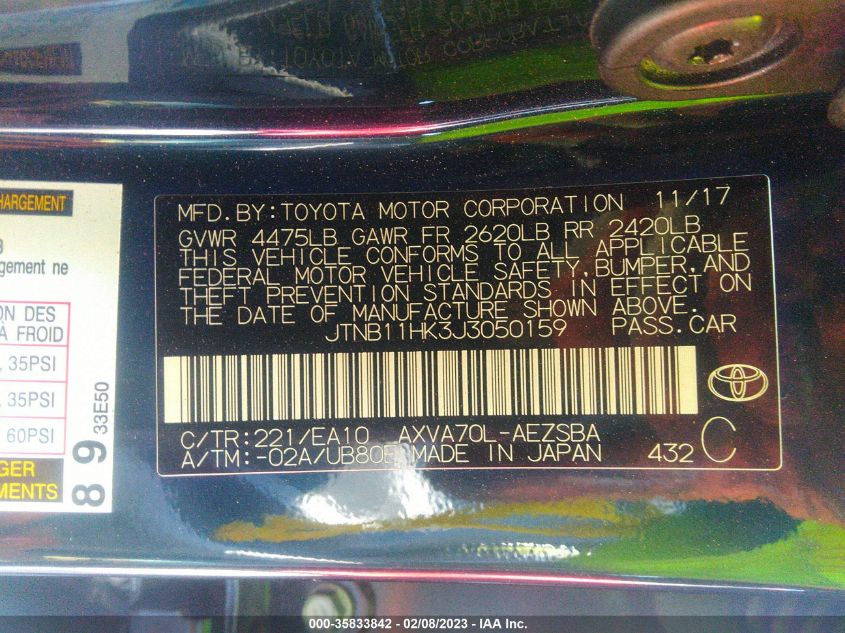 HARGEMENT
gement ne
ON DES
À FROID
35PSI
35PSI
60PSI
GER
EMENTS
89
33E50
MFD.BY:TOYOTA MOTOR CORPORATION 11/17
GVWR 4475LB GAWR FR 2620LB RR 2420LB
THIS VEHICLE CONFORMS TO ALL APPLICABLE
FEDERAL MOTOR VEHICLE SAFETY,BUMPER,AND
THEFT PREVENTION STANDARDS IN EFFECT ON
THE DATE OF MANUFACTURE SHOWN ABOVE.
JTNB11HK3J3050159 PASS.CAR
C/TR:221/EA10 AXVA70L-AEZSBA
A/TM:-02A/UB80E MADE IN JAPAN 432 C
000-35833842 - 02/08/2023 - IAA Inc.